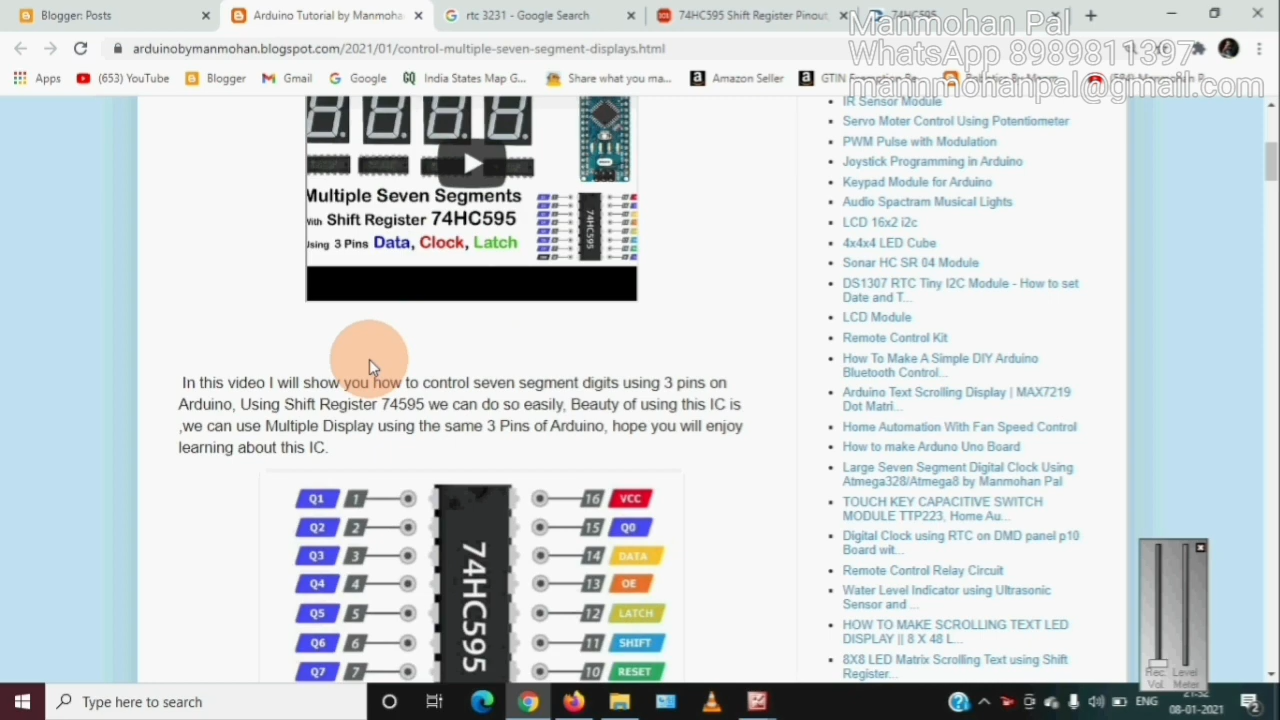 Blogger: Posts
Arduino Tutorial by Manmoha
rtc 3231 - Google Search
74HC595 Shift Register Pinout,
74HC595
Manmohan Pal
WhatsApp 8989811397
mannmohanpal@gmail.com
arduinobymanmohan.blogspot.com/2021/01/control-multiple-seven-segment-displays.html
Apps
(653) YouTube
Blogger
Gmail
Google
India States Map G...
Share what you ma...
Amazon Seller
Multiple Seven Segments
With Shift Register 74HC595
Using 3 Pins Data, Clock, Latch
74HC595
In this video I will show you how to control seven segment digits using 3 pins on
Arduino, Using Shift Register 74595 we can do so easily, Beauty of using this IC is
,we can use Multiple Display using the same 3 Pins of Arduino, hope you will enjoy
learning about this IC.
Q1 1 16 VCC
Q2 2 15 Q0
Q3 3 14 DATA
Q4 4 13 OE
Q5 5 12 LATCH
Q6 6 11 SHIFT
Q7 7 10 RESET
74HC595
IR Sensor Module
Servo Moter Control Using Potentiometer
PWM Pulse with Modulation
Joystick Programming in Arduino
Keypad Module for Arduino
Audio Spactram Musical Lights
LCD 16x2 i2c
4x4x4 LED Cube
Sonar HC SR 04 Module
DS1307 RTC Tiny I2C Module - How to set
Date and T...
LCD Module
Remote Control Kit
How To Make A Simple DIY Arduino
Bluetooth Control...
Arduino Text Scrolling Display | MAX7219
Dot Matri...
Home Automation With Fan Speed Control
How to make Arduno Uno Board
Large Seven Segment Digital Clock Using
Atmega328/Atmega8 by Manmohan Pal
TOUCH KEY CAPACITIVE SWITCH
MODULE TTP223, Home Au...
Digital Clock using RTC on DMD panel p10
Board wit...
Remote Control Relay Circuit
Water Level Indicator using Ultrasonic
Sensor and ...
HOW TO MAKE SCROLLING TEXT LED
DISPLAY || 8 X 48 L...
8X8 LED Matrix Scrolling Text using Shift
Register...
Rec. Level
Vol. Meter
Type here to search
ENG
21:32
08-01-2021
2